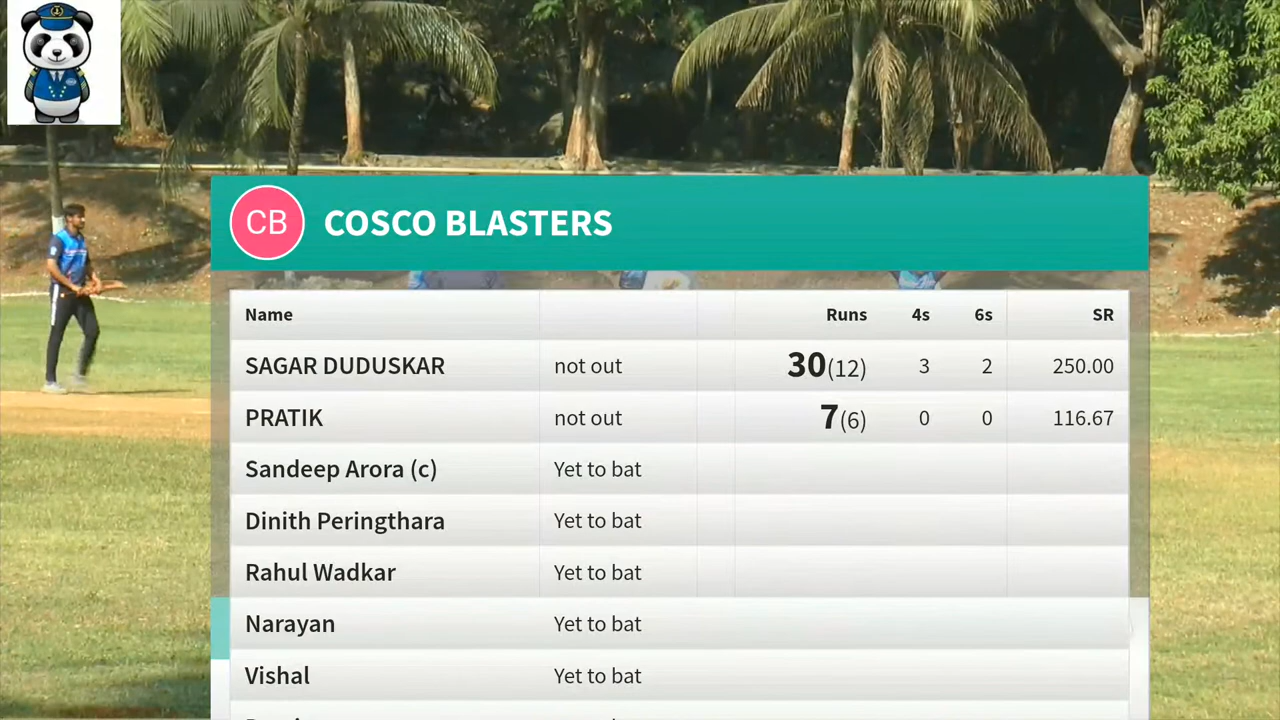 CB COSCO BLASTERS
Name Runs 4s 6s SR
SAGAR DUDUSKAR not out 30(12) 3 2 250.00
PRATIK not out 7(6) 0 0 116.67
Sandeep Arora (c) Yet to bat
Dinith Peringthara Yet to bat
Rahul Wadkar Yet to bat
Narayan Yet to bat
Vishal Yet to bat